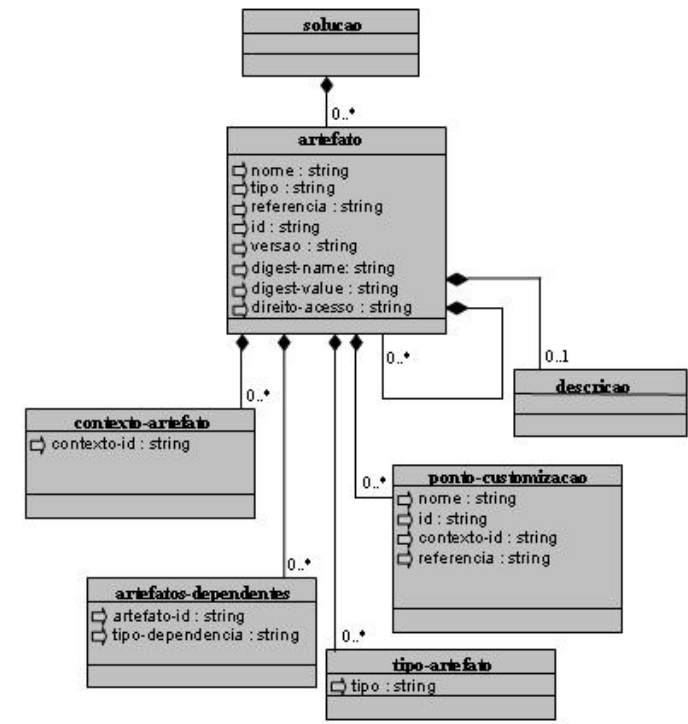 solucao
0..*
artefato
nome : string
tipo : string
referencia : string
id : string
versao : string
digest-name: string
digest-value : string
direito-acesso : string
0..*
0..1
descricao
0..*
contexto-artefato
contexto-id : string
0..*
ponto-customizacao
nome : string
id : string
contexto-id : string
referencia : string
0..*
artefatos-dependentes
artefato-id : string
tipo-dependencia : string
0..*
tipo-artefato
tipo : string